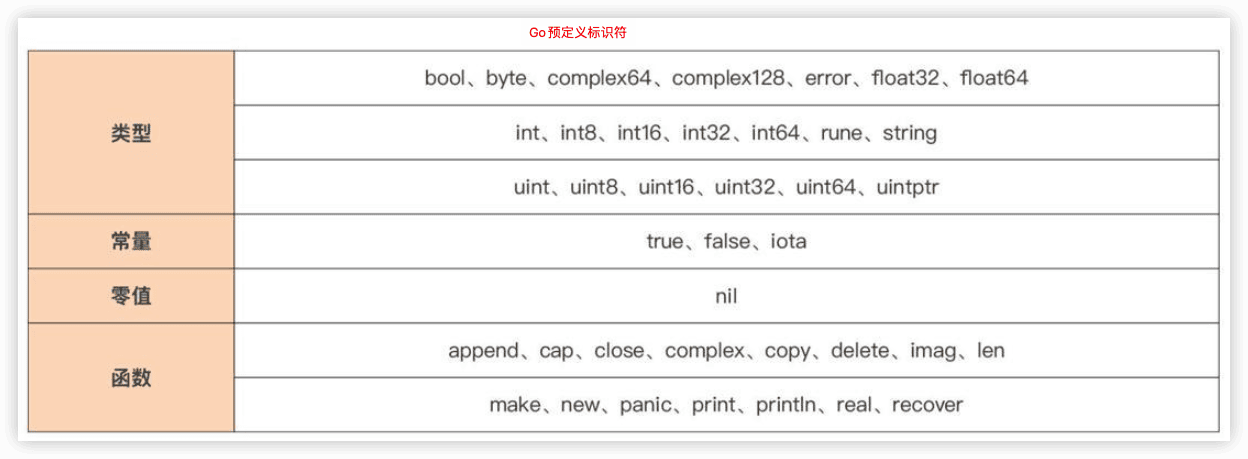 Go预定义标识符
类型
bool、byte、complex64、complex128、error、float32、float64
int、int8、int16、int32、int64、rune、string
uint、uint8、uint16、uint32、uint64、uintptr
常量
true、false、iota
零值
nil
函数
append、cap、close、complex、copy、delete、imag、len
make、new、panic、print、println、real、recover